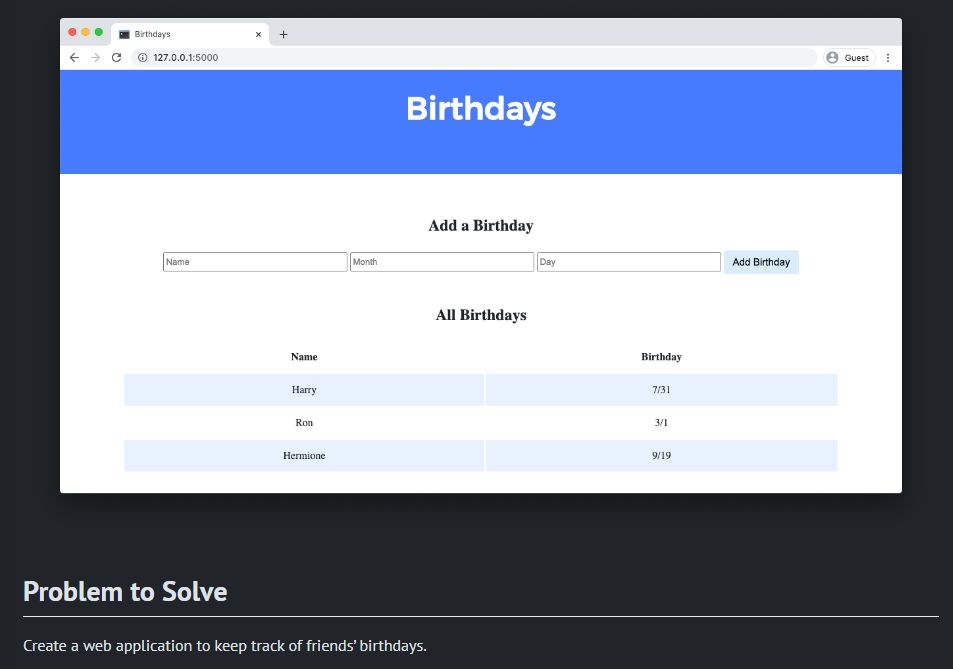 Birthdays
127.0.0.1:5000
Guest
Birthdays
Add a Birthday
Name Month Day Add Birthday
All Birthdays
Name Birthday
Harry 7/31
Ron 3/1
Hermione 9/19
Problem to Solve
Create a web application to keep track of friends’ birthdays.